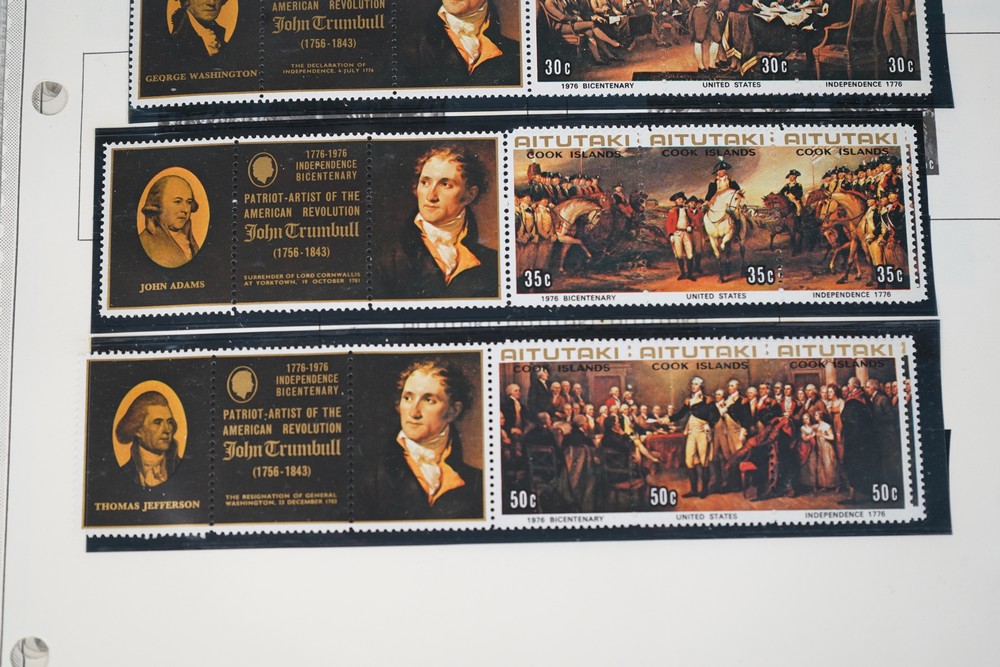 REVOLUTION
John Trumbull
(1756-1843)
THE DECLARATION OF
INDEPENDENCE, 4 JULY 1776
GEORGE WASHINGTON
30c 30c 30c
1976 BICENTENARY UNITED STATES INDEPENDENCE 1776
1776-1976
INDEPENDENCE
BICENTENARY
PATRIOT-ARTIST OF THE
AMERICAN REVOLUTION
John Trumbull
(1756-1843)
SURRENDER OF LORD CORNWALLIS
AT YORKTOWN, 19 OCTOBER 1781
JOHN ADAMS
AITUTAKI AITUTAKI AITUTAKI
COOK ISLANDS COOK ISLANDS COOK ISLANDS
35c 35c 35c
1976 BICENTENARY UNITED STATES INDEPENDENCE 1776
1776-1976
INDEPENDENCE
BICENTENARY
PATRIOT-ARTIST OF THE
AMERICAN REVOLUTION
John Trumbull
(1756-1843)
THE RESIGNATION OF GENERAL
WASHINGTON, 23 DECEMBER 1783
THOMAS JEFFERSON
AITUTAKI AITUTAKI AITUTAKI
COOK ISLANDS COOK ISLANDS COOK ISLANDS
50c 50c 50c
1976 BICENTENARY UNITED STATES INDEPENDENCE 1776